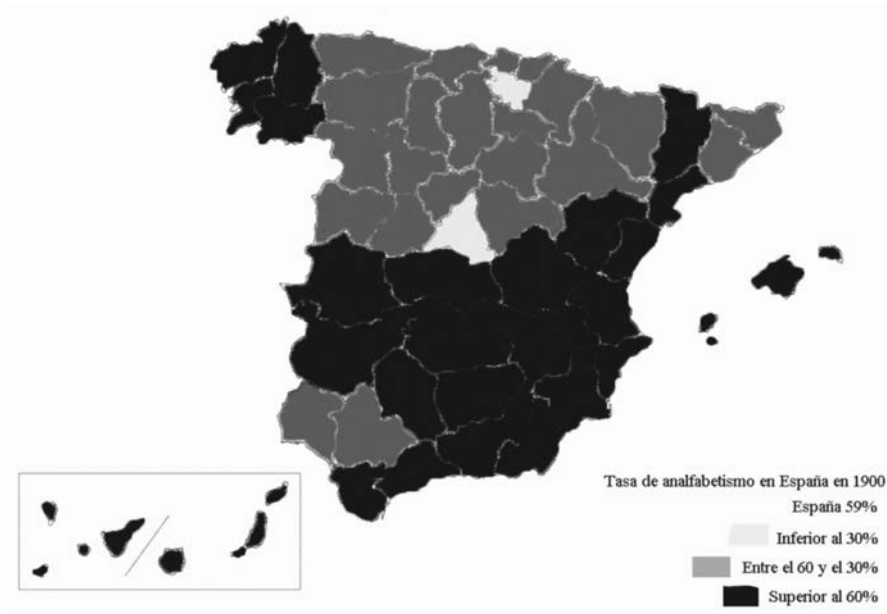 Tasa de analfabetismo en España en 1900
España 59%
Inferior al 30%
Entre el 60 y el 30%
Superior al 60%